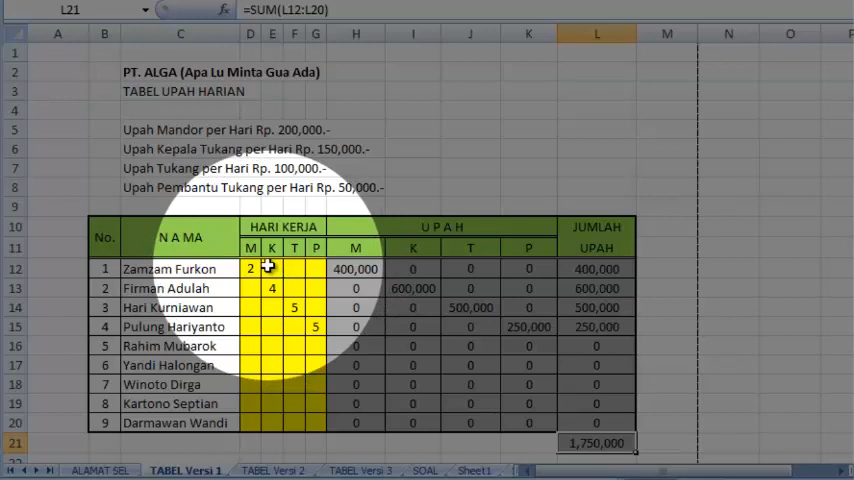 L21 fx =SUM(L12:L20)
A B C D E F G H I J K L M N O P
1
2 PT. ALGA (Apa Lu Minta Gua Ada)
3 TABEL UPAH HARIAN
4
5 Upah Mandor per Hari Rp. 200,000.-
6 Upah Kepala Tukang per Hari Rp. 150,000.-
7 Upah Tukang per Hari Rp. 100,000.-
8 Upah Pembantu Tukang per Hari Rp. 50,000.-
9
10 No. N A M A HARI KERJA U P A H JUMLAH
11 M K T P M K T P UPAH
12 1 Zamzam Furkon 2 400,000 0 0 0 400,000
13 2 Firman Adulah 4 0 600,000 0 0 600,000
14 3 Hari Kurniawan 5 0 0 500,000 0 500,000
15 4 Pulung Hariyanto 5 0 0 0 250,000 250,000
16 5 Rahim Mubarok 0 0 0 0 0
17 6 Yandi Halongan 0 0 0 0 0
18 7 Winoto Dirga 0 0 0 0 0
19 8 Kartono Septian 0 0 0 0 0
20 9 Darmawan Wandi 0 0 0 0 0
21 1,750,000
ALAMAT SEL TABEL Versi 1 TABEL Versi 2 TABEL Versi 3 SOAL Sheet1